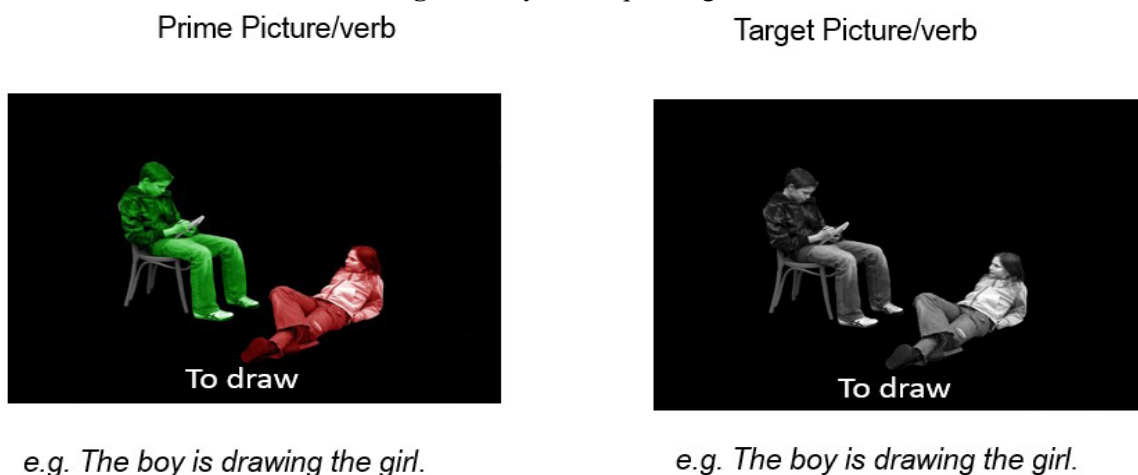 Prime Picture/verb
Target Picture/verb
To draw
To draw
e.g. The boy is drawing the girl.
e.g. The boy is drawing the girl.